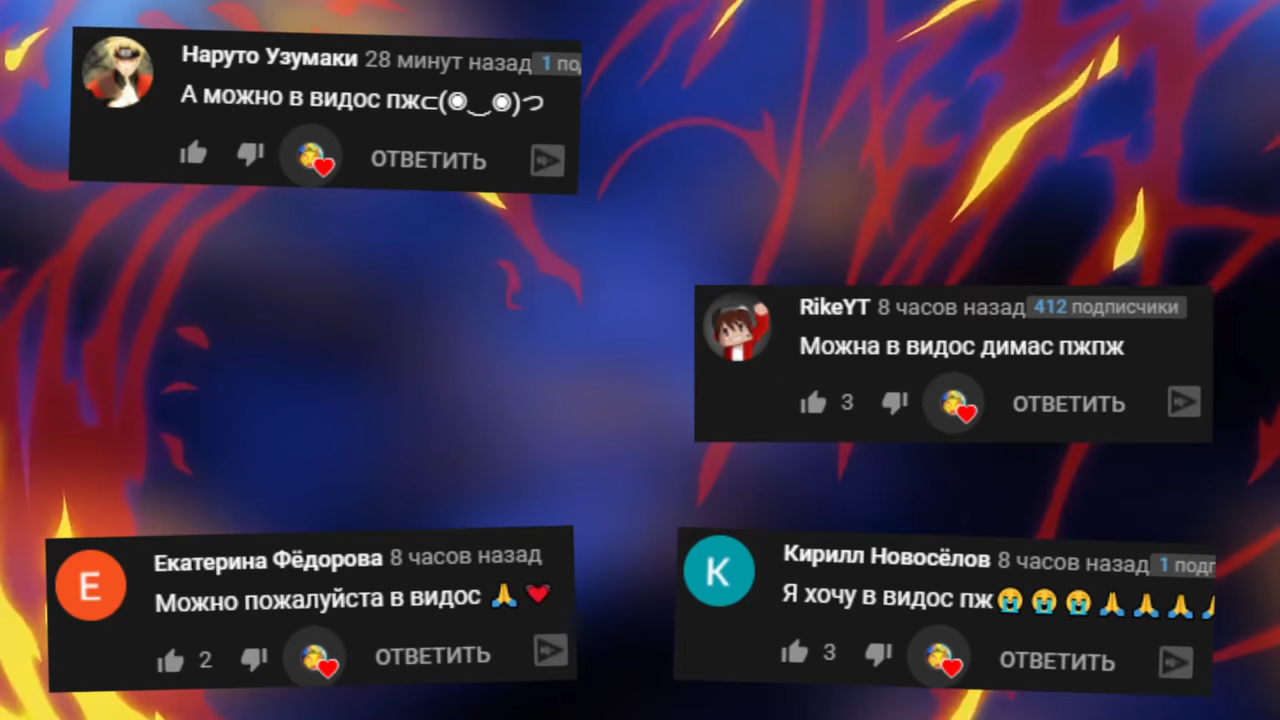 Наруто Узумаки 28 минут назад 1
А можно в видос пж⊂(◉‿◉)つ
ОТВЕТИТЬ
RikeYT 8 часов назад 412 подписчики
Можна в видос димас пжпж
3 ОТВЕТИТЬ
Екатерина Фёдорова 8 часов назад
Можно пожалуйста в видос 🙏 ❤️
2 ОТВЕТИТЬ
Кирилл Новосёлов 8 часов назад 1
Я хочу в видос пж😭😭😭🙏🙏🙏
3 ОТВЕТИТЬ
E
K